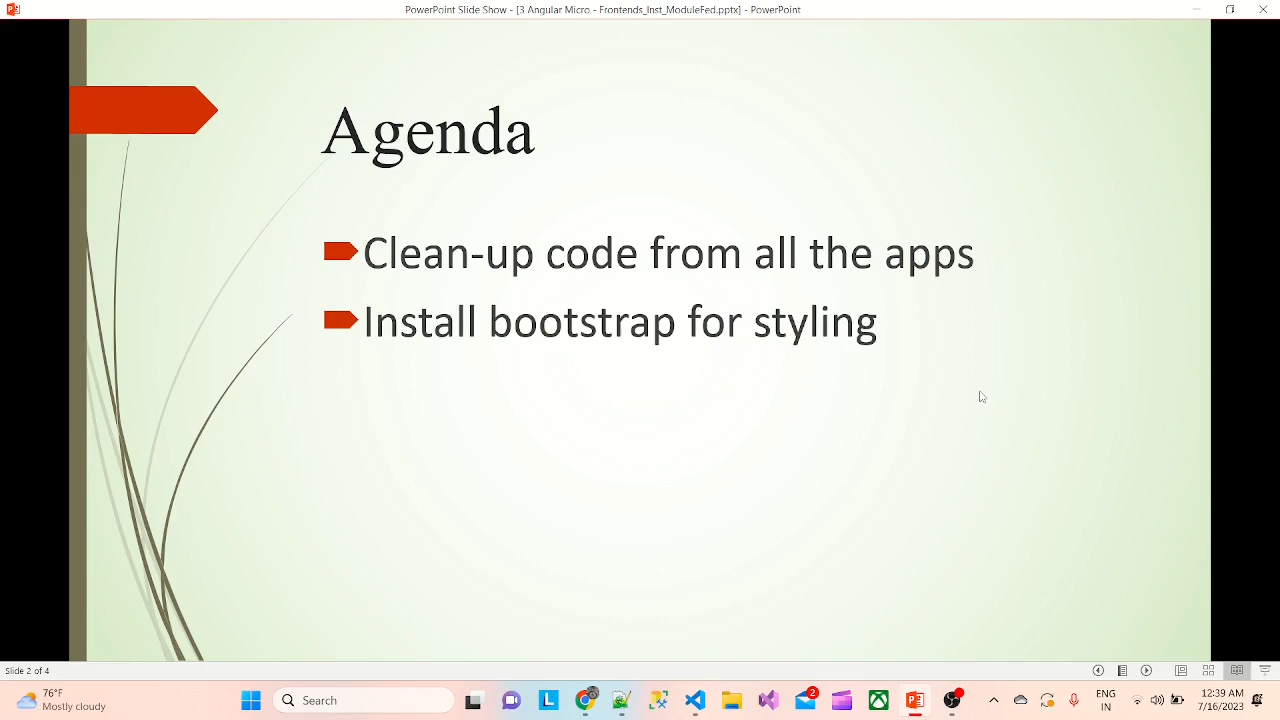 PowerPoint Slide Show - [3 Angular Micro - Frontends_Inst_ModuleFed.pptx] - PowerPoint
Agenda
Clean-up code from all the apps
Install bootstrap for styling
Slide 2 of 4
76°F
Mostly cloudy
Search
2
ENG
IN
12:39 AM
7/16/2023